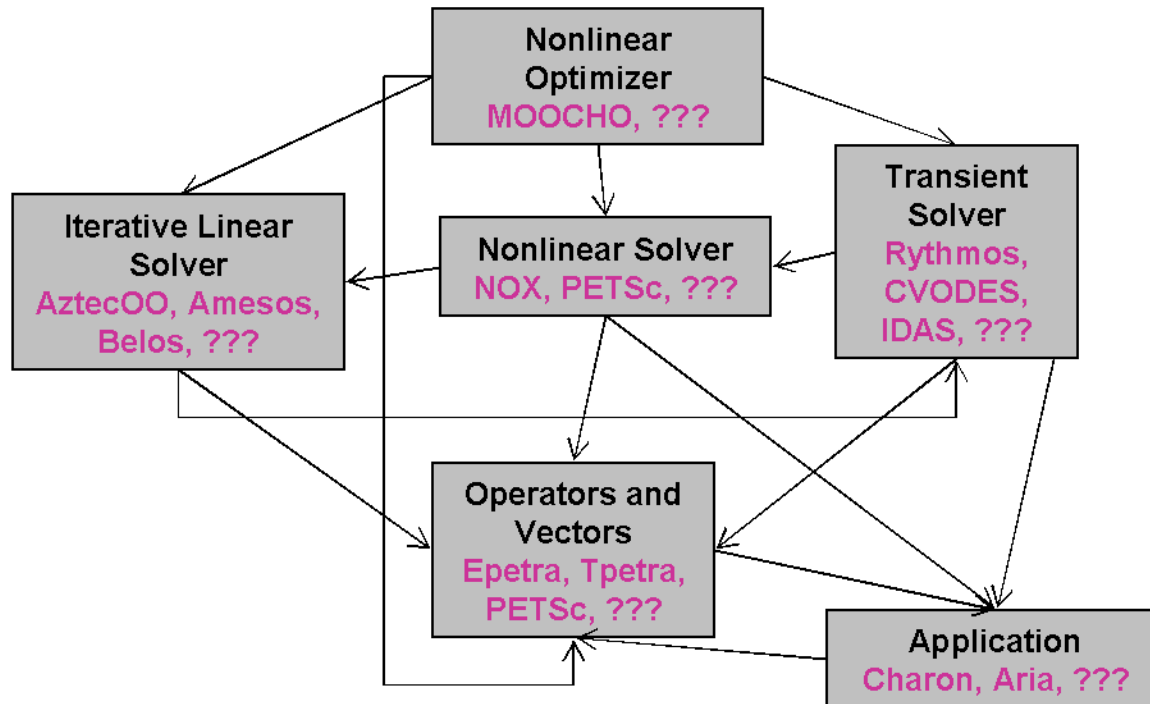 Nonlinear
Optimizer
MOOCHO, ???
Iterative Linear
Solver
AztecOO, Amesos,
Belos, ???
Nonlinear Solver
NOX, PETSc, ???
Transient
Solver
Rythmos,
CVODES,
IDAS, ???
Operators and
Vectors
Epetra, Tpetra,
PETSc, ???
Application
Charon, Aria, ???